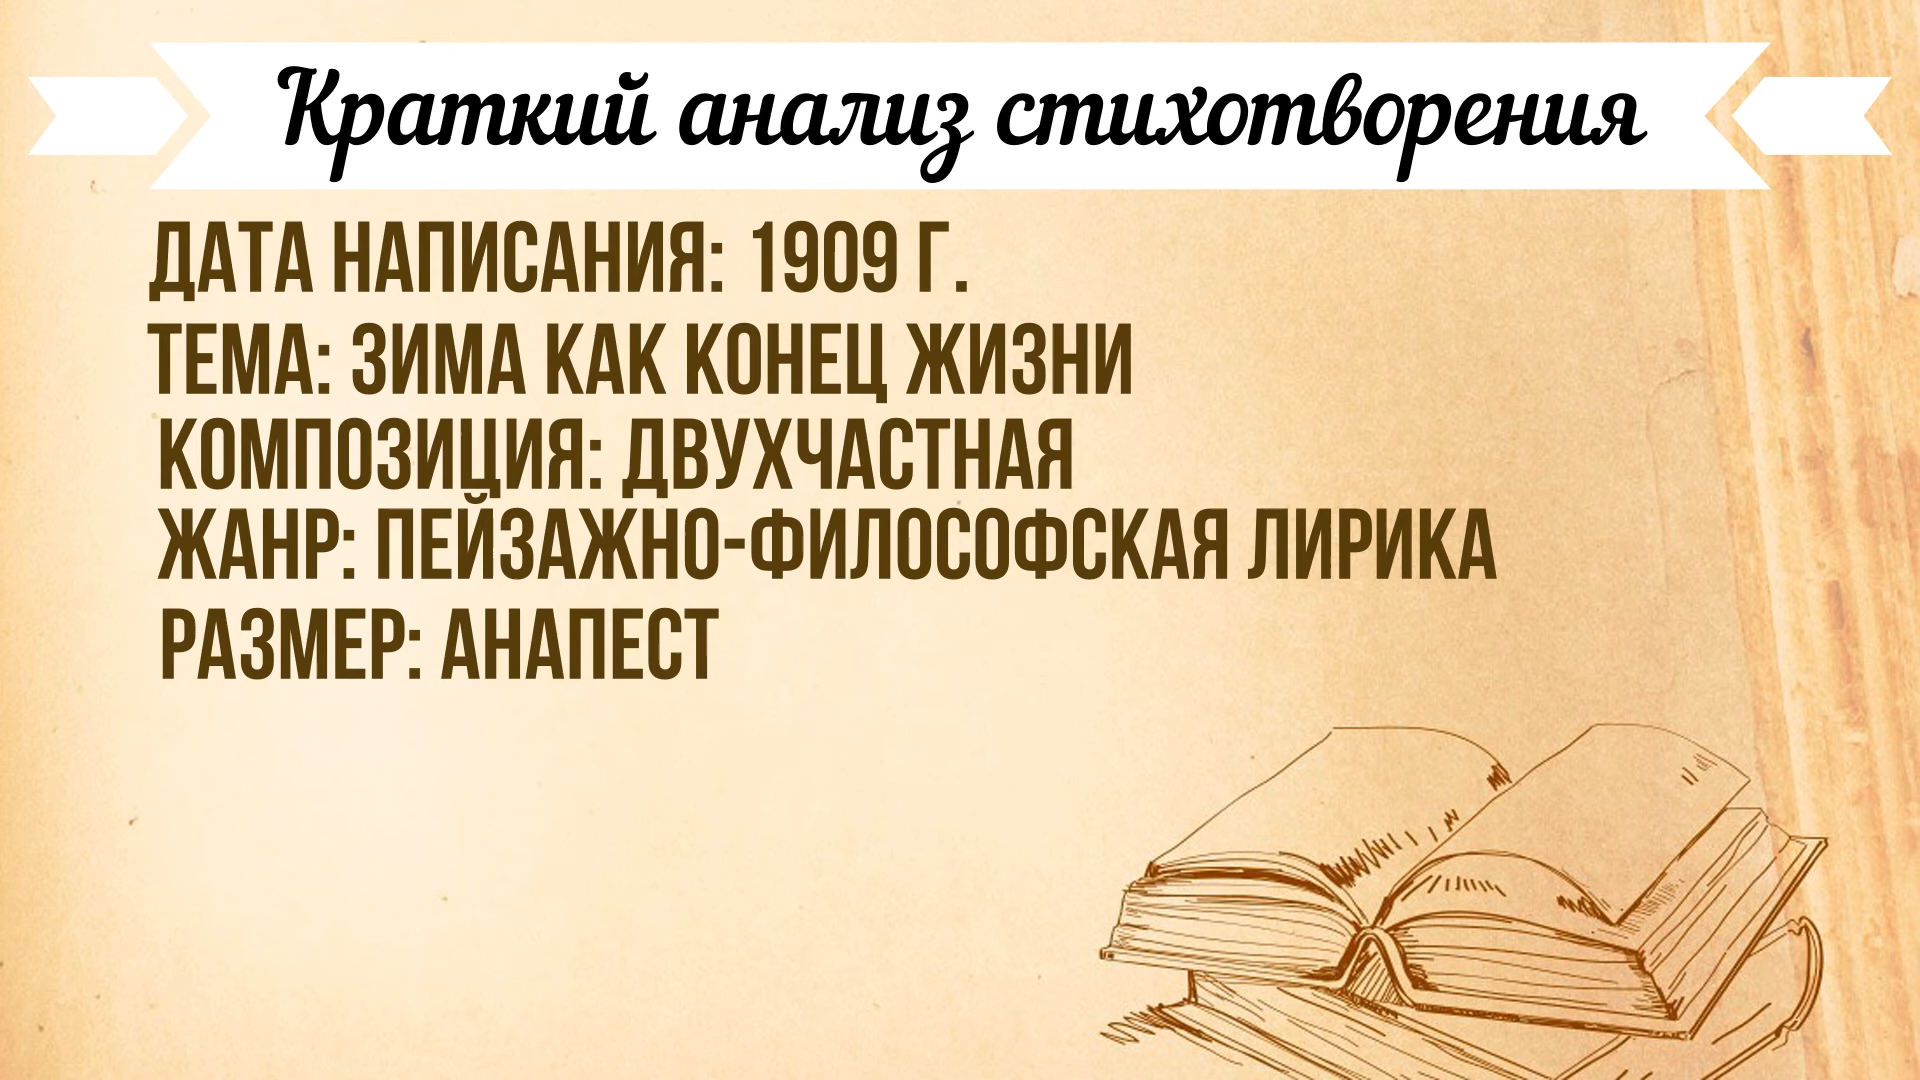 Краткий анализ стихотворения
ДАТА НАПИСАНИЯ: 1909 Г.
ТЕМА: ЗИМА КАК КОНЕЦ ЖИЗНИ
КОМПОЗИЦИЯ: ДВУХЧАСТНАЯ
ЖАНР: ПЕЙЗАЖНО-ФИЛОСОФСКАЯ ЛИРИКА
РАЗМЕР: АНАПЕСТ